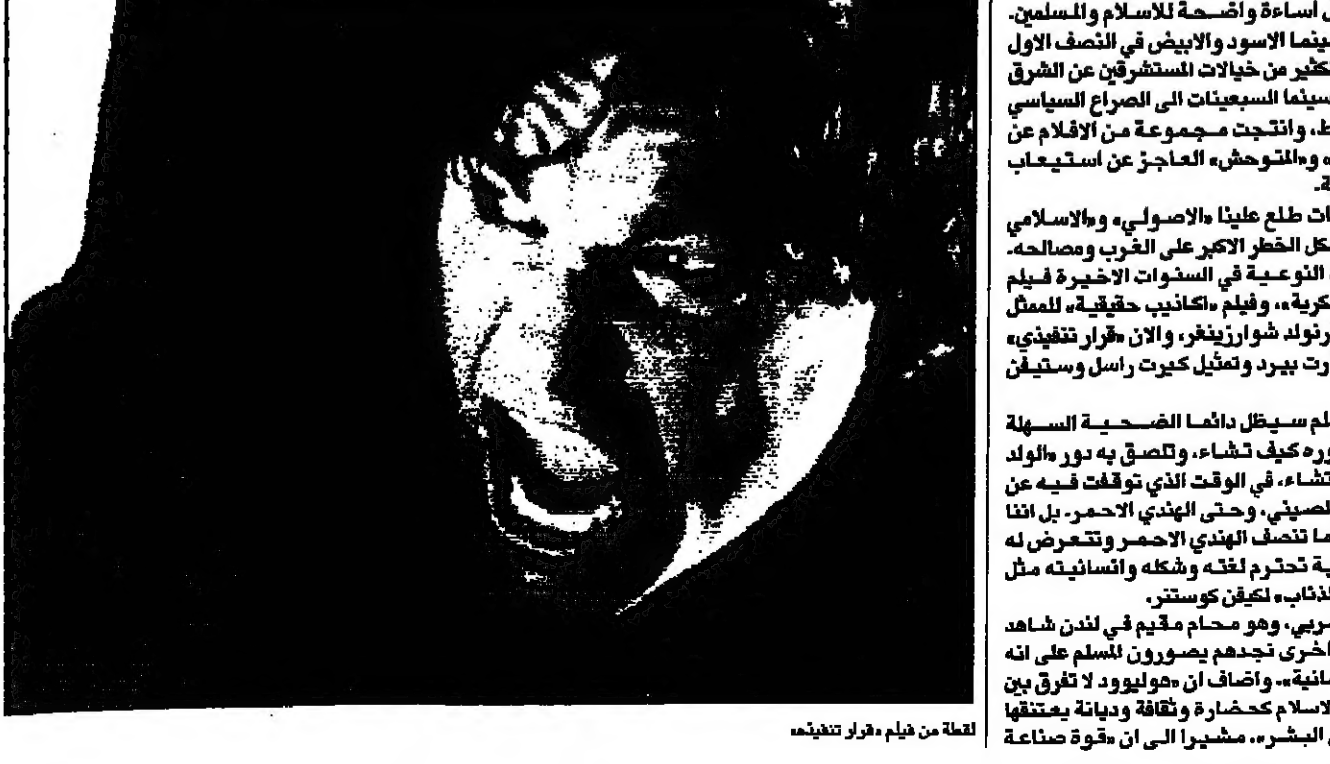 اساءة واضحة للاسلام والمسلمين.
سينما الاسود والابيض في النصف الاول
كثير من خيالات المستشرقين عن الشرق
سينما السبعينات الى الصراع السياسي
ط، وانتجت مجموعة من الافلام عن
ه و«المتوحش» العاجز عن استيعاب
ة.
ات طلع علينا «الاصولي» و«الاسلامي
كل الخطر الاكبر على الغرب ومصالحه.
النوعية في السنوات الاخيرة فيلم
كرية»، وفيلم «اكاذيب حقيقية» للممثل
رنولد شوارزينغر، والان «قرار تنفيذي»
رت بيرد وتمثيل كيرت راسل وستيفن
لم سيظل دائما الضحية السهلة
وره كيف تشاء، وتلصق به دور «الولد
تشاء، في الوقت الذي توقفت فيه عن
لصيني، وحتى الهندي الاحمر. بل اننا
ما تنصف الهندي الاحمر وتتعرض له
ية تحترم لغته وشكله وانسانيته مثل
لذئاب» لكيفن كوستنر.
عربي، وهو محام مقيم في لندن شاهد
اخرى نجدهم يصورون المسلم على انه
سانية». واضاف ان «هوليوود لا تفرق بين
لاسلام كحضارة وثقافة وديانة يعتنقها
البشر»، مشيرا الى ان «قوة صناعة
لقطة من فيلم «قرار تنفيذي»